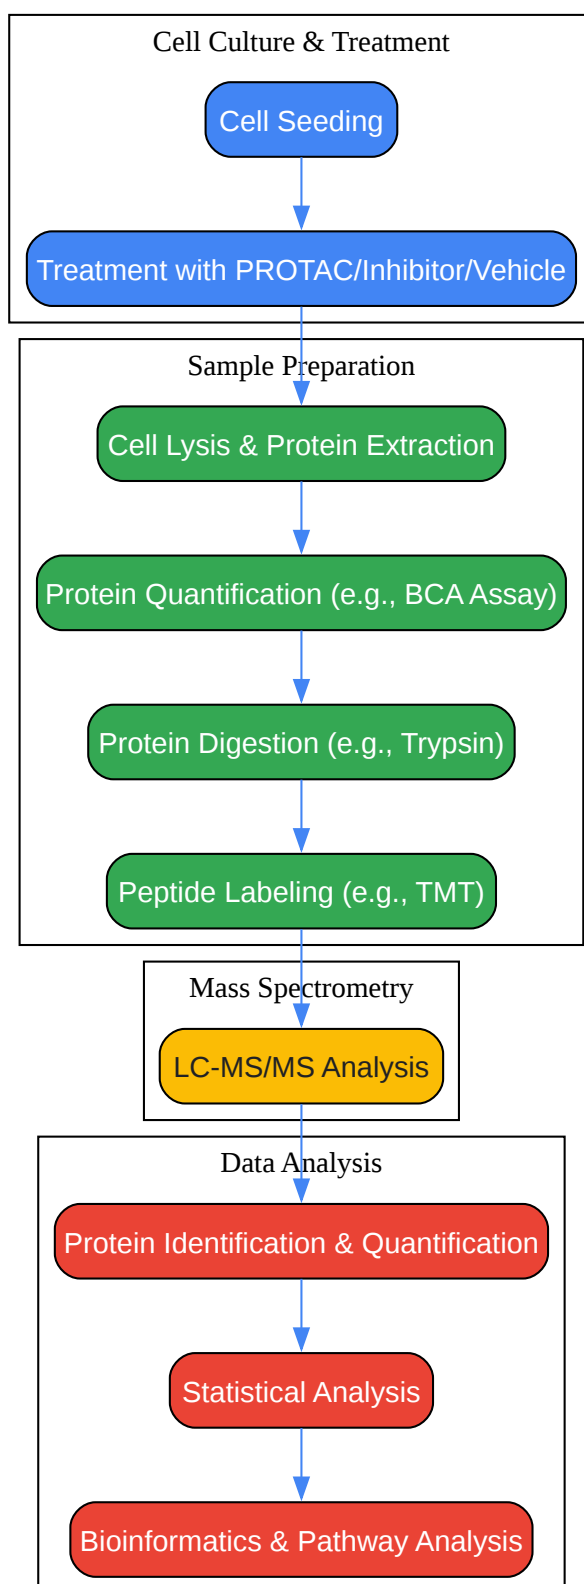 Cell Culture & Treatment
Cell Seeding
Treatment with PROTAC/Inhibitor/Vehicle
Sample Preparation
Cell Lysis & Protein Extraction
Protein Quantification (e.g., BCA Assay)
Protein Digestion (e.g., Trypsin)
Peptide Labeling (e.g., TMT)
Mass Spectrometry
LC-MS/MS Analysis
Data Analysis
Protein Identification & Quantification
Statistical Analysis
Bioinformatics & Pathway Analysis